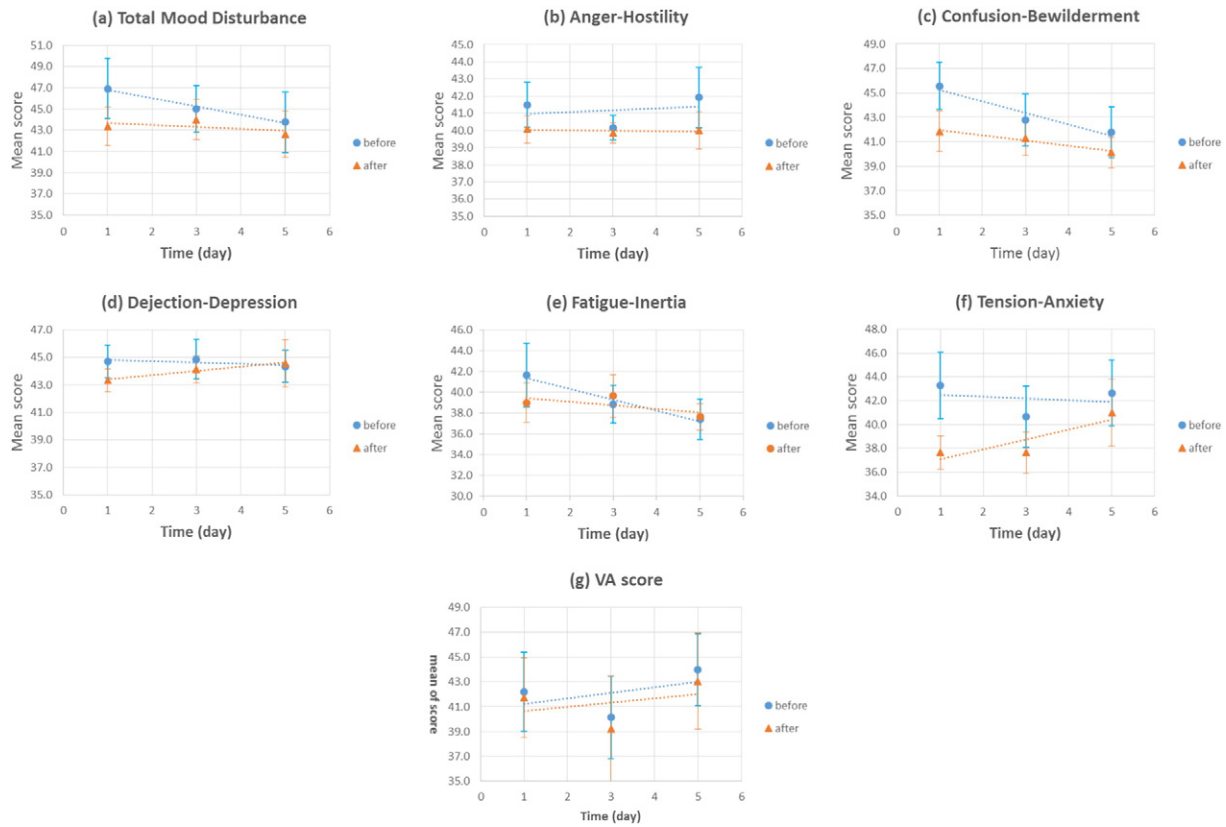 (a) Total Mood Disturbance
51.0
49.0
47.0
45.0
43.0
41.0
39.0
37.0
35.0
0 1 2 3 4 5 6
Mean score
Time (day)
before
after
(b) Anger-Hostility
45.0
44.0
43.0
42.0
41.0
40.0
39.0
38.0
37.0
36.0
35.0
0 1 2 3 4 5 6
Mean score
Time (day)
before
after
(c) Confusion-Bewilderment
49.0
47.0
45.0
43.0
41.0
39.0
37.0
35.0
0 1 2 3 4 5 6
Mean score
Time (day)
before
after
(d) Dejection-Depression
47.0
45.0
43.0
41.0
39.0
37.0
35.0
0 1 2 3 4 5 6
Mean score
Time (day)
before
after
(e) Fatigue-Inertia
46.0
44.0
42.0
40.0
38.0
36.0
34.0
32.0
30.0
0 1 2 3 4 5 6
Mean score
Time (day)
before
after
(f) Tension-Anxiety
48.0
46.0
44.0
42.0
40.0
38.0
36.0
34.0
0 1 2 3 4 5 6
Mean score
Time (day)
before
after
(g) VA score
49.0
47.0
45.0
43.0
41.0
39.0
37.0
35.0
0 1 2 3 4 5 6
mean of score
Time (day)
before
after